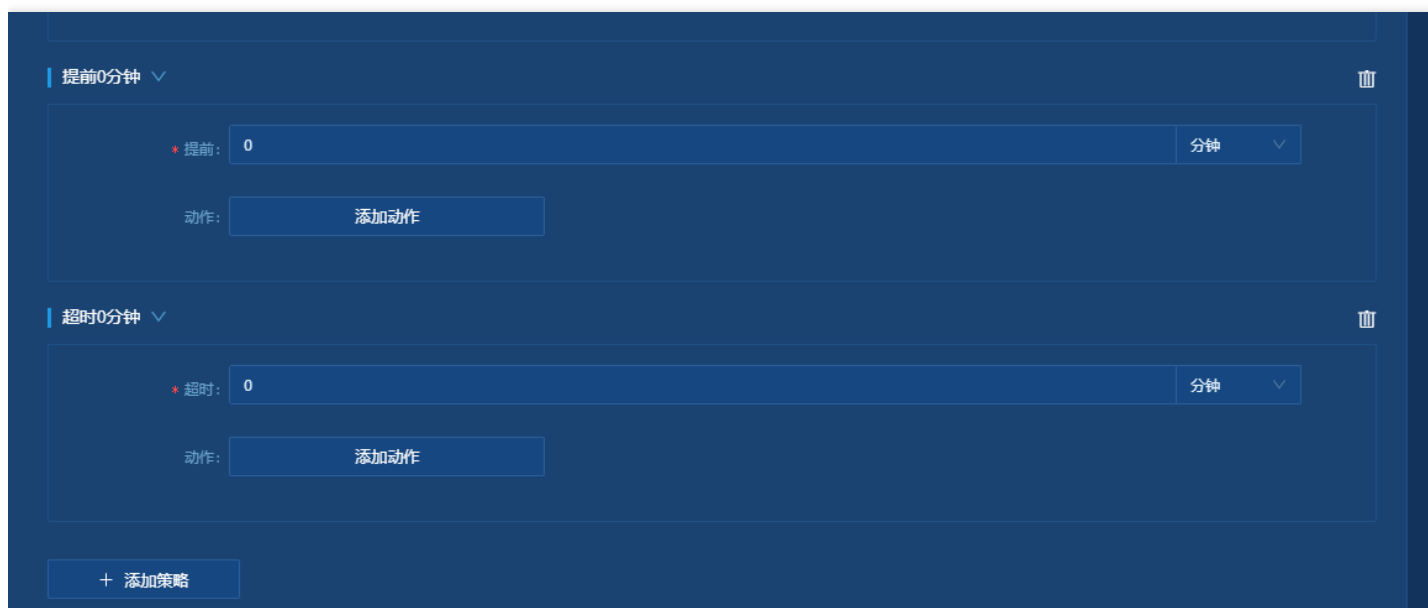 提前0分钟
* 提前: 0 分钟
动作: 添加动作
超时0分钟
* 超时: 0 分钟
动作: 添加动作
+ 添加策略